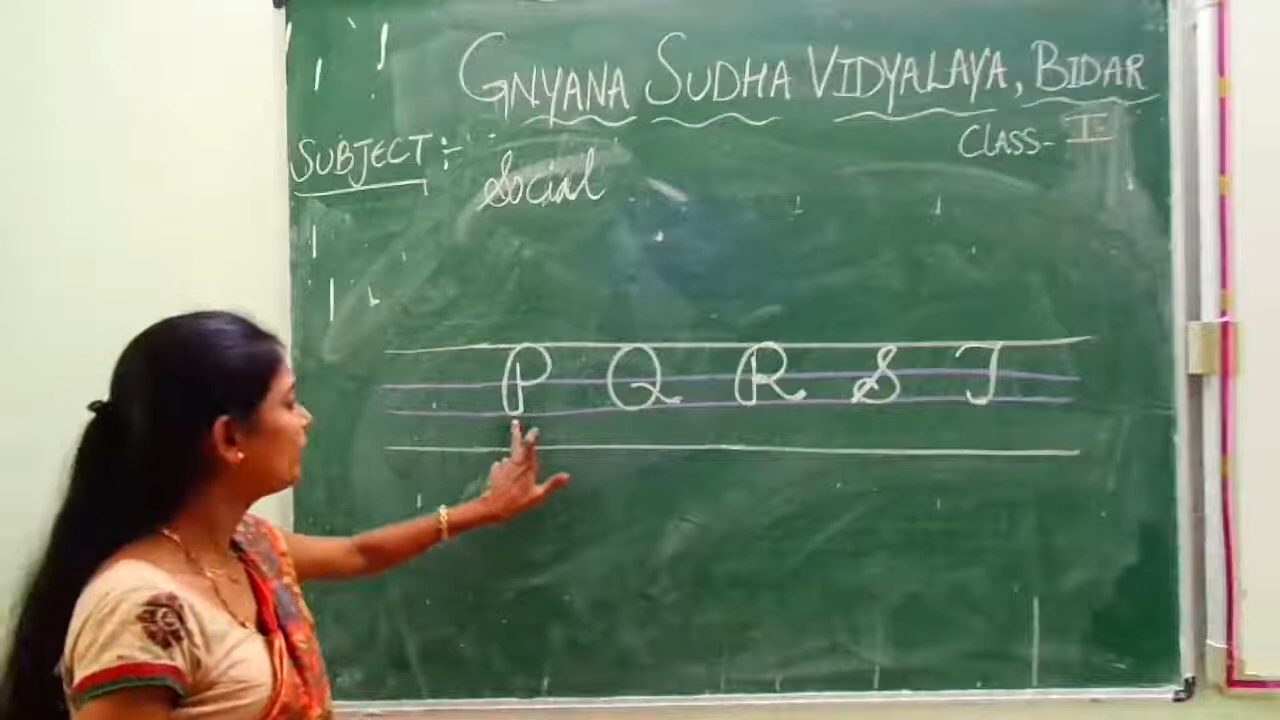 GNYANA SUDHA VIDYALAYA, BIDAR
CLASS- II
SUBJECT :- Social
P Q R S T